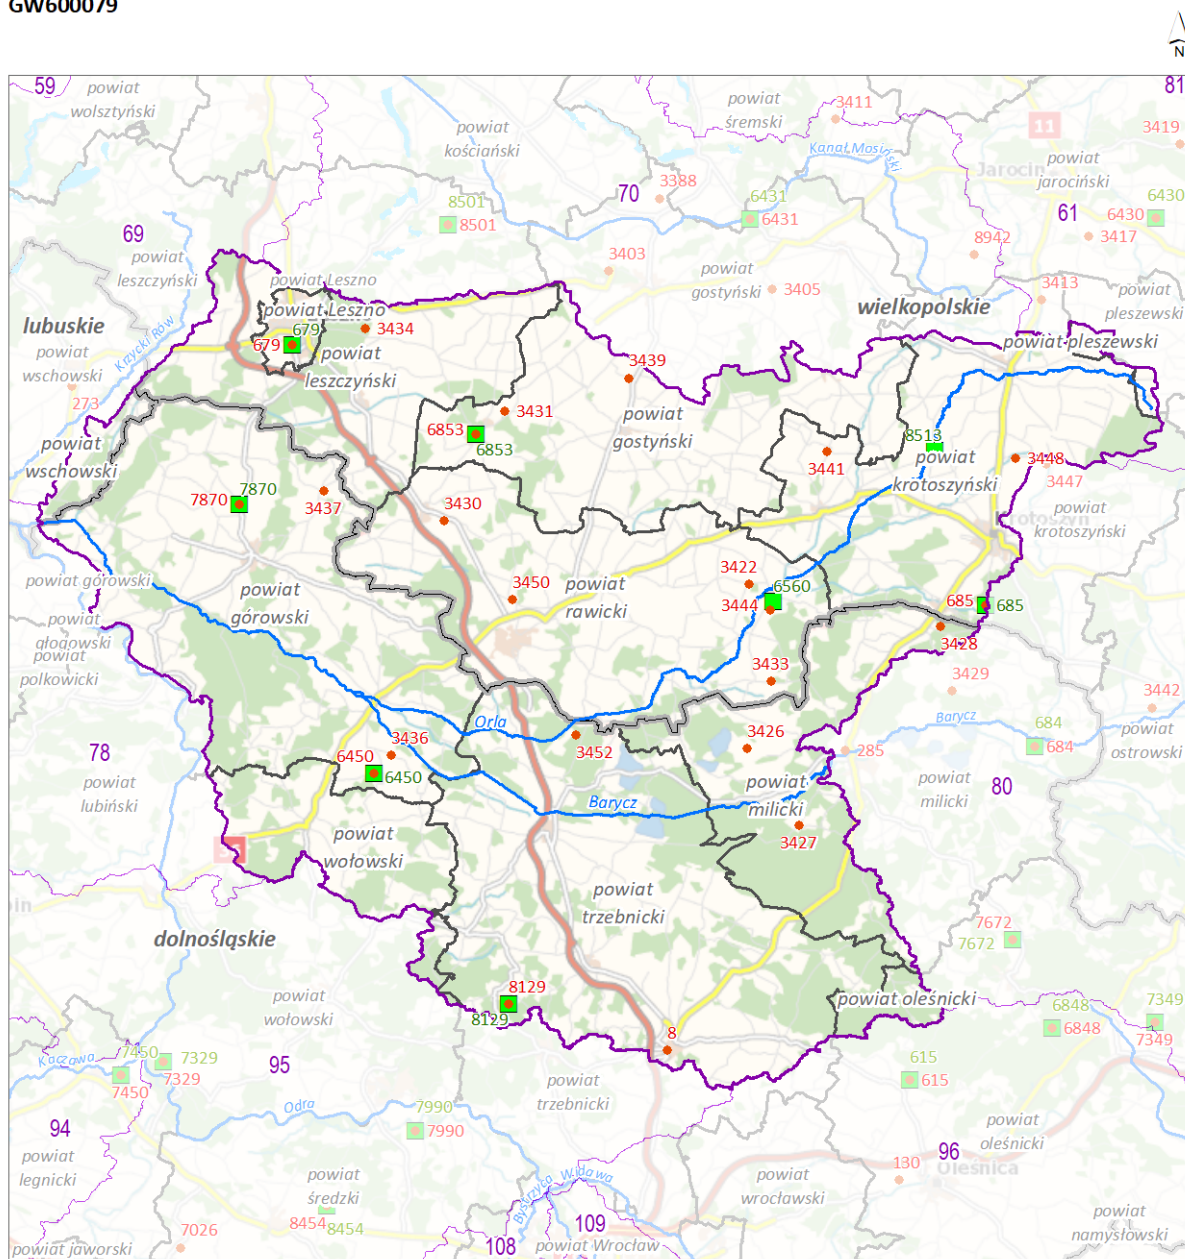 GW600079
N
59
81
powiat
wolsztyński
powiat
śremski
3411
11
3419
powiat
kościański
Kanał Mosiński
Jarocin
powiat
jarociński
3388
70
8501
8501
6431
6431
61
6430
6430
3417
69
8942
powiat
leszczyński
3403
powiat
gostyński
3405
3413
powiat
pleszewski
powiat Leszno
wielkopolskie
lubuskie
Krzycki Rów
powiat Leszno
679
679
3434
powiat pleszewski
powiat
wschowski
powiat
leszczyński
3439
273
3431
6853
6853
powiat
gostyński
8513
3441
powiat
krotoszyński
3448
3447
powiat
wschowski
7870
7870
3437
3430
Krotoszyn
powiat
krotoszyński
powiat górowski
powiat
górowski
3450
powiat
rawicki
3422
6560
3444
685
685
powiat
głogowski
powiat
polkowicki
3428
3433
3429
3442
Orla
Barycz
684
684
powiat
ostrowski
3436
3452
3426
285
78
6450
6450
powiat
lubiński
Barycz
powiat
milicki
powiat
milicki
80
3427
powiat
wołowski
powiat
trzebnicki
7672
7672
dolnośląskie
8129
8129
powiat oleśnicki
powiat
wołowski
6848
6848
7349
7349
8
Kaczawa
7450
7450
7329
7329
95
615
615
powiat
trzebnicki
Odra
7990
7990
94
powiat
legnicki
powiat
oleśnicki
96
Oleśnica
130
powiat
średzki
Bystrzyca
Widawa
powiat
wrocławski
8454
8454
109
powiat
namysłowski
7026
powiat jaworski
108
powiat Wrocław